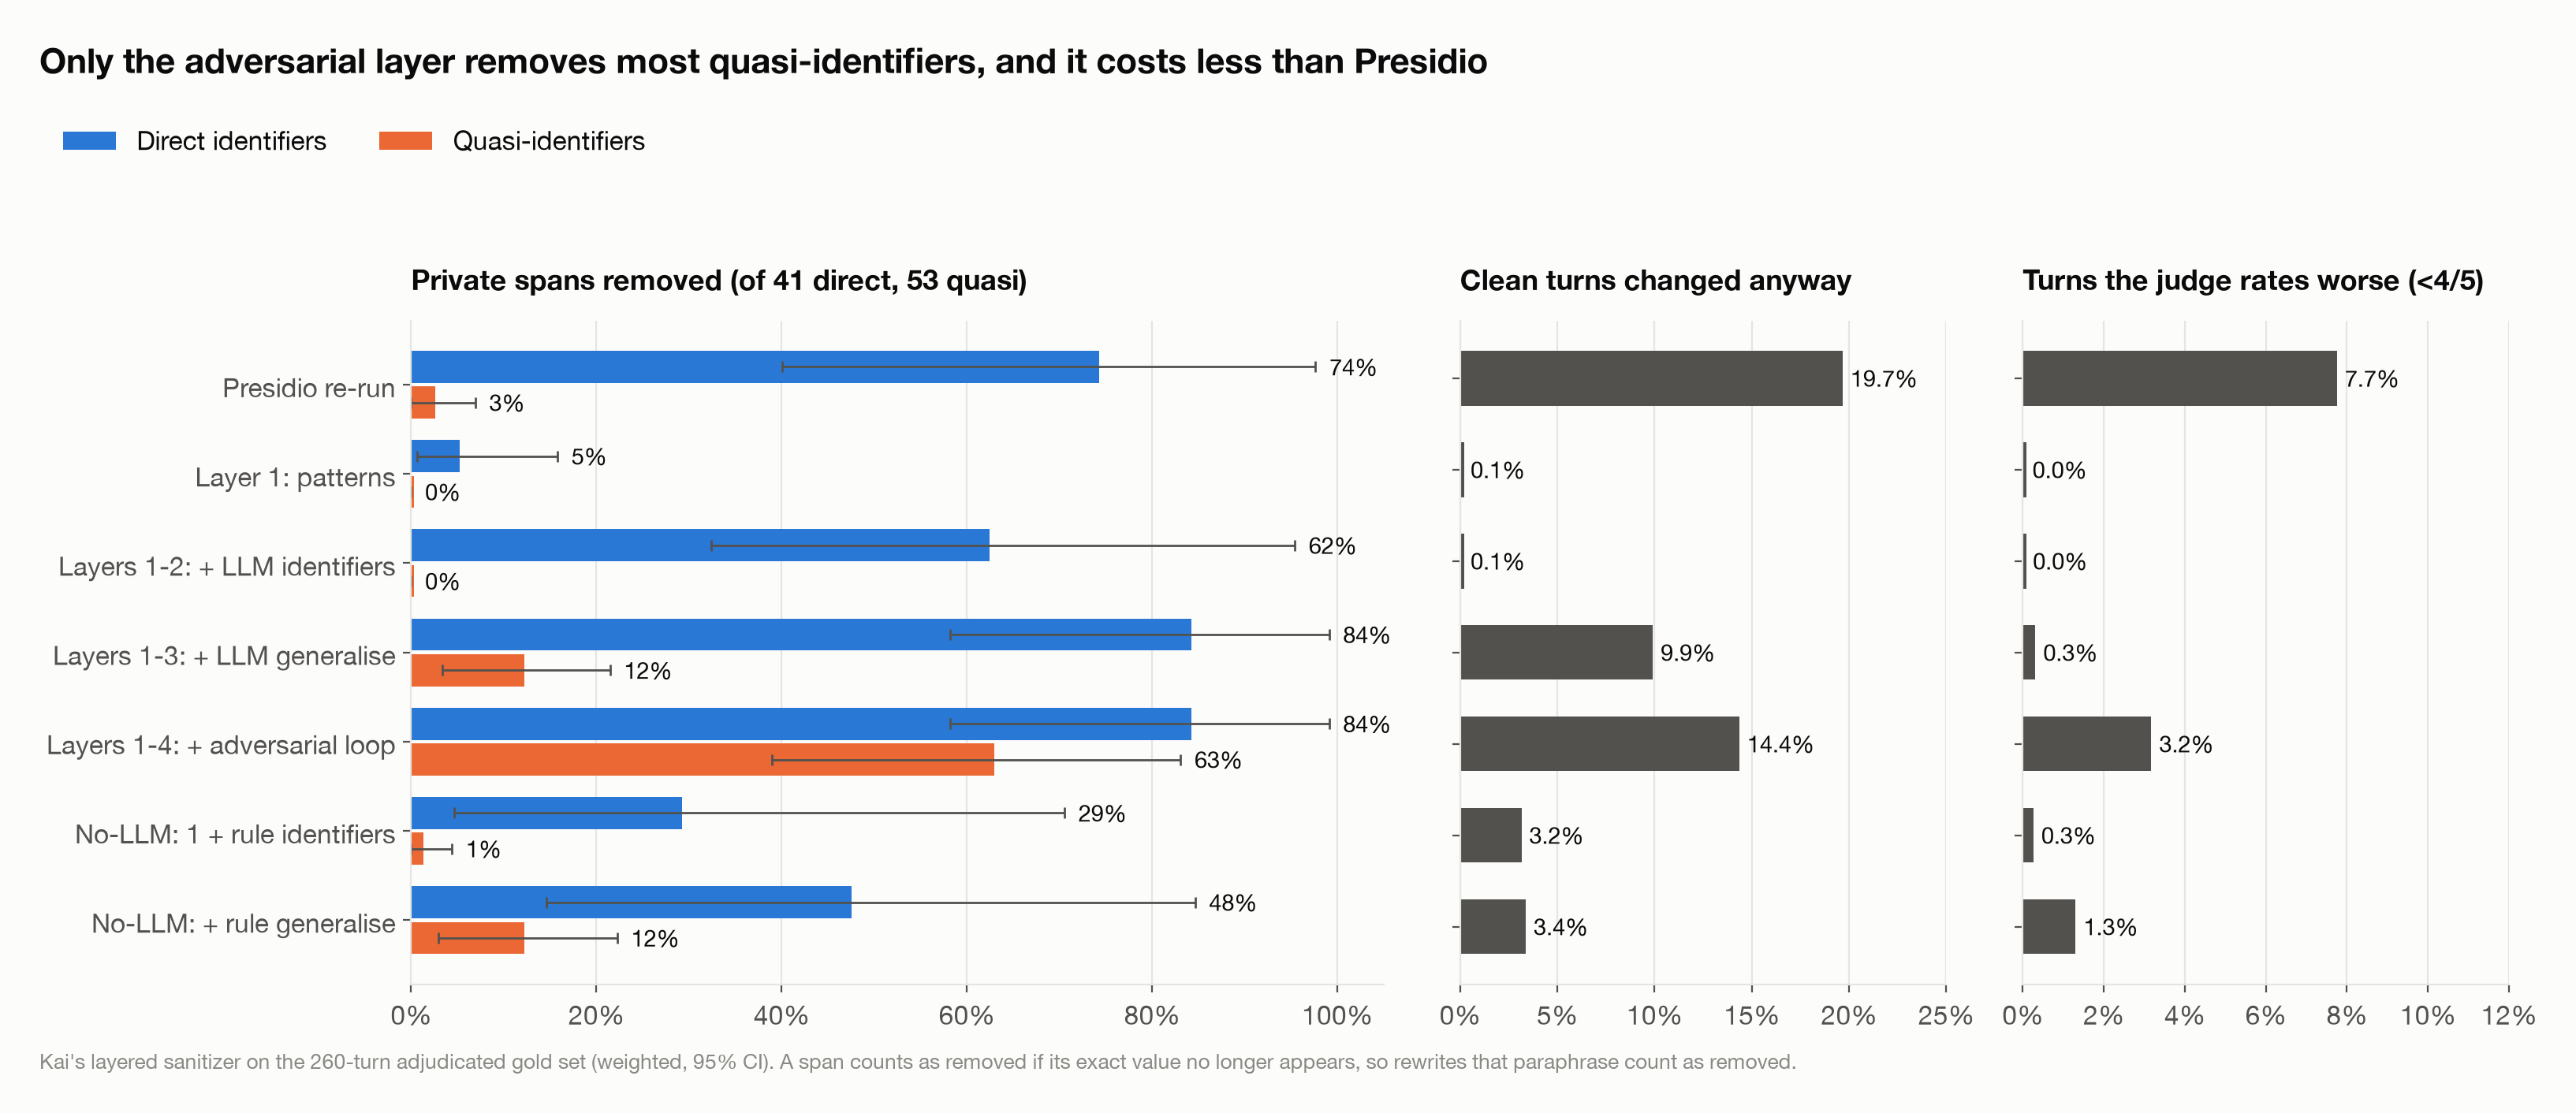 Only the adversarial layer removes most quasi-identifiers, and it costs less than Presidio
Direct identifiers
Quasi-identifiers
Private spans removed (of 41 direct, 53 quasi)
Clean turns changed anyway
Turns the judge rates worse (<4/5)
Presidio re-run
74%
3%
19.7%
7.7%
Layer 1: patterns
5%
0%
0.1%
0.0%
Layers 1-2: + LLM identifiers
62%
0%
0.1%
0.0%
Layers 1-3: + LLM generalise
84%
12%
9.9%
0.3%
Layers 1-4: + adversarial loop
84%
63%
14.4%
3.2%
No-LLM: 1 + rule identifiers
29%
1%
3.2%
0.3%
No-LLM: + rule generalise
48%
12%
3.4%
1.3%
0% 20% 40% 60% 80% 100%
0% 5% 10% 15% 20% 25%
0% 2% 4% 6% 8% 10% 12%
Kai's layered sanitizer on the 260-turn adjudicated gold set (weighted, 95% CI). A span counts as removed if its exact value no longer appears, so rewrites that paraphrase count as removed.